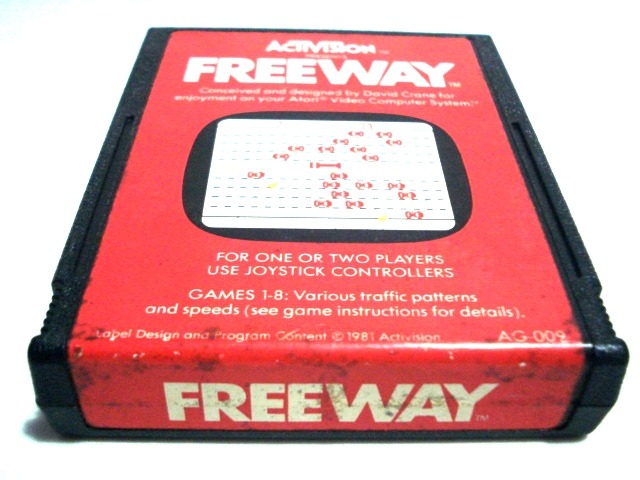 ACTIVISION™
PRESENTS
FREEWAY™
Conceived and designed by David Crane for
enjoyment on your Atari® Video Computer System.™
FOR ONE OR TWO PLAYERS
USE JOYSTICK CONTROLLERS
GAMES 1-8: Various traffic patterns
and speeds (see game instructions for details).
Label Design and Program Content © 1981 Activision. AG-009
FREEWAY™